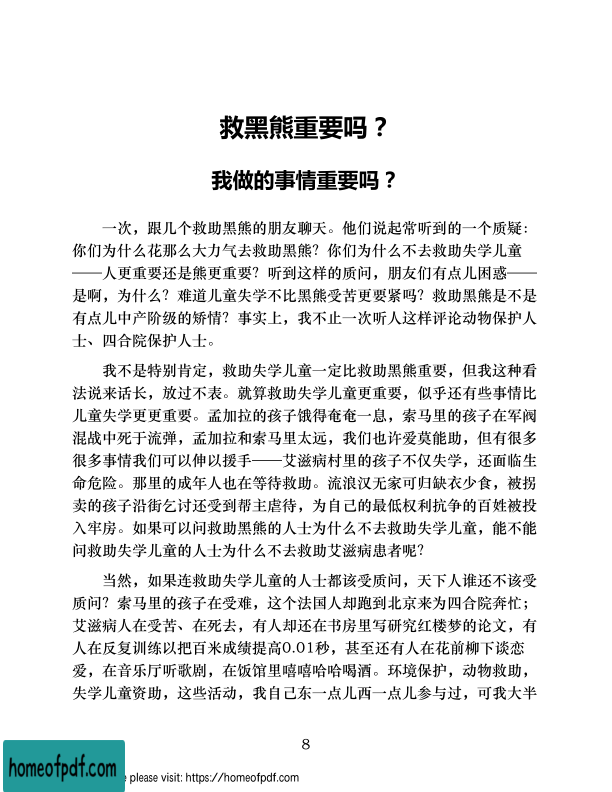 救黑熊重要吗？
我做的事情重要吗？
一次，跟几个救助黑熊的朋友聊天。他们说起常听到的一个质疑：
你们为什么花那么大力气去救助黑熊？你们为什么不去救助失学儿童
——人更重要还是熊更重要？听到这样的质问，朋友们有点儿困惑——
是啊，为什么？难道儿童失学不比黑熊受苦更要紧吗？救助黑熊是不是
有点儿中产阶级的矫情？事实上，我不止一次听人这样评论动物保护人
士、四合院保护人士。
我不是特别肯定，救助失学儿童一定比救助黑熊重要，但我这种看
法说来话长，放过不表。就算救助失学儿童更重要，似乎还有些事情比
儿童失学更更重要。孟加拉的孩子饿得奄奄一息，索马里的孩子在军阀
混战中死于流弹，孟加拉和索马里太远，我们也许爱莫能助，但有很多
很多事情我们可以伸以援手——艾滋病村里的孩子不仅失学，还面临生
命危险。那里的成年人也在等待救助。流浪汉无家可归缺衣少食，被拐
卖的孩子沿街乞讨还受到帮主虐待，为自己的最低权利抗争的百姓被投
入牢房。如果可以问救助黑熊的人士为什么不去救助失学儿童，能不能
问救助失学儿童的人士为什么不去救助艾滋病患者呢？
当然，如果连救助失学儿童的人士都该受质问，天下人谁还不该受
质问？索马里的孩子在受难，这个法国人却跑到北京来为四合院奔忙；
艾滋病人在受苦、在死去，有人却还在书房里写研究红楼梦的论文，有
人在反复训练以把百米成绩提高0.01秒，甚至还有人在花前柳下谈恋
爱，在音乐厅听歌剧，在饭馆里嘻嘻哈哈喝酒。环境保护，动物救助，
失学儿童资助，这些活动，我自己东一点儿西一点儿参与过，可我大半
8
homeofpdf.com
please visit: https://homeofpdf.com